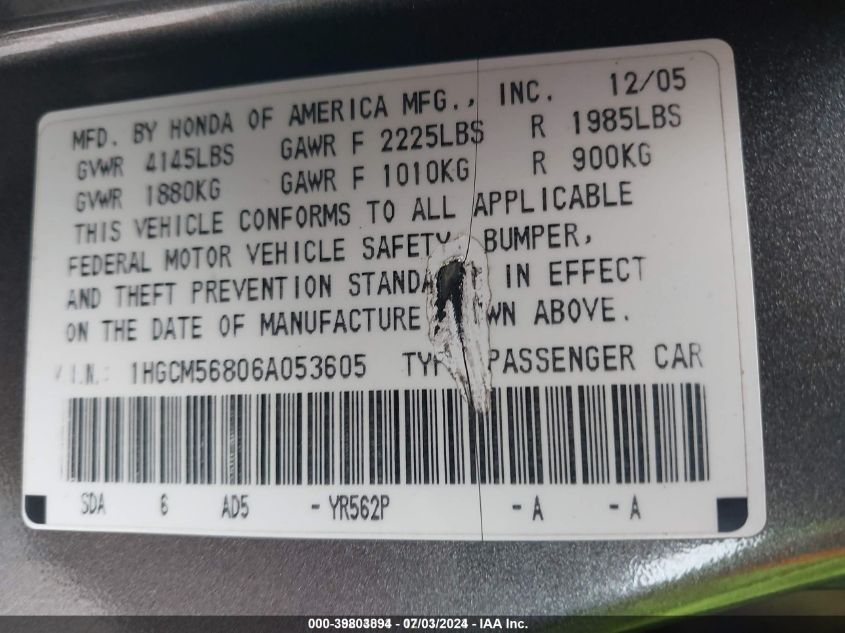 MFD. BY HONDA OF AMERICA MFG., INC. 12/05
GVWR 4145LBS GAWR F 2225LBS R 1985LBS
GVWR 1880KG GAWR F 1010KG R 900KG
THIS VEHICLE CONFORMS TO ALL APPLICABLE
FEDERAL MOTOR VEHICLE SAFETY, BUMPER,
AND THEFT PREVENTION IN EFFECT
ON THE DATE OF MANUFACTURE ABOVE.
V.I.N.: 1HGCM56806A053605 PASSENGER CAR
SDA 6 AD5 - YR562P - A - A
000-39803894 - 07/03/2024 - IAA Inc.